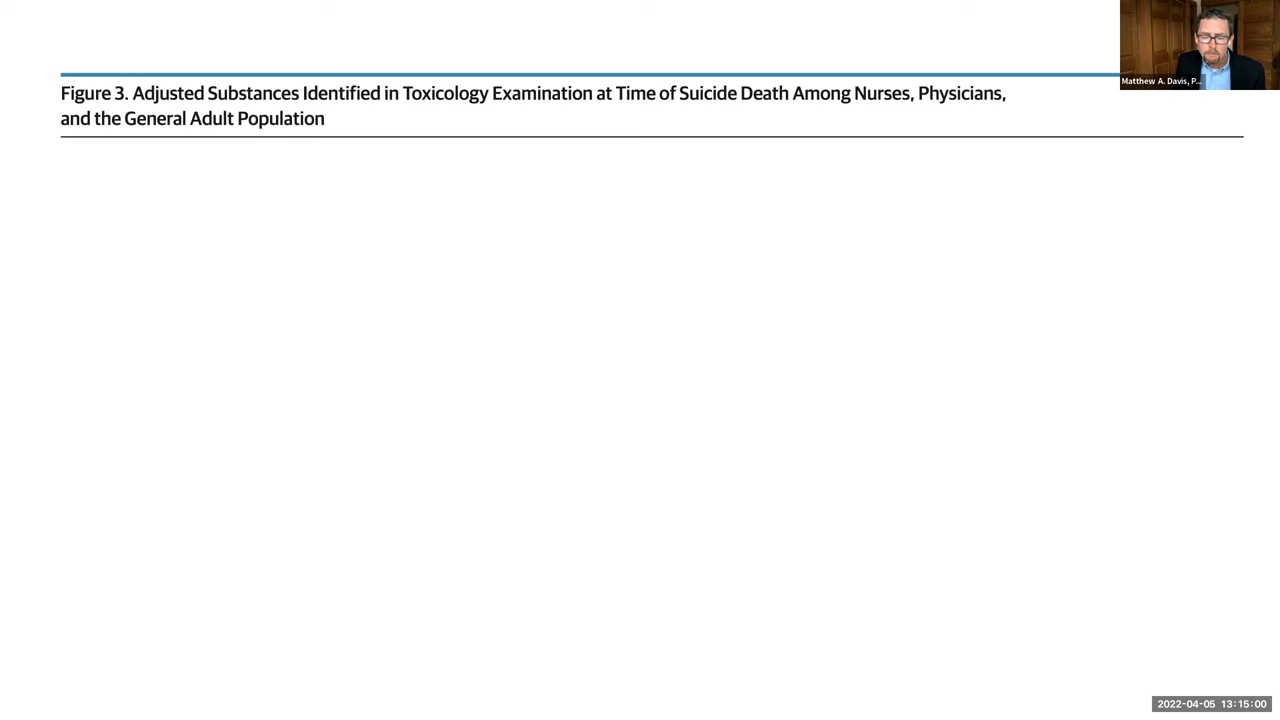 Matthew A. Davis, P...
Figure 3. Adjusted Substances Identified in Toxicology Examination at Time of Suicide Death Among Nurses, Physicians,
and the General Adult Population
2022-04-05 13:15:00